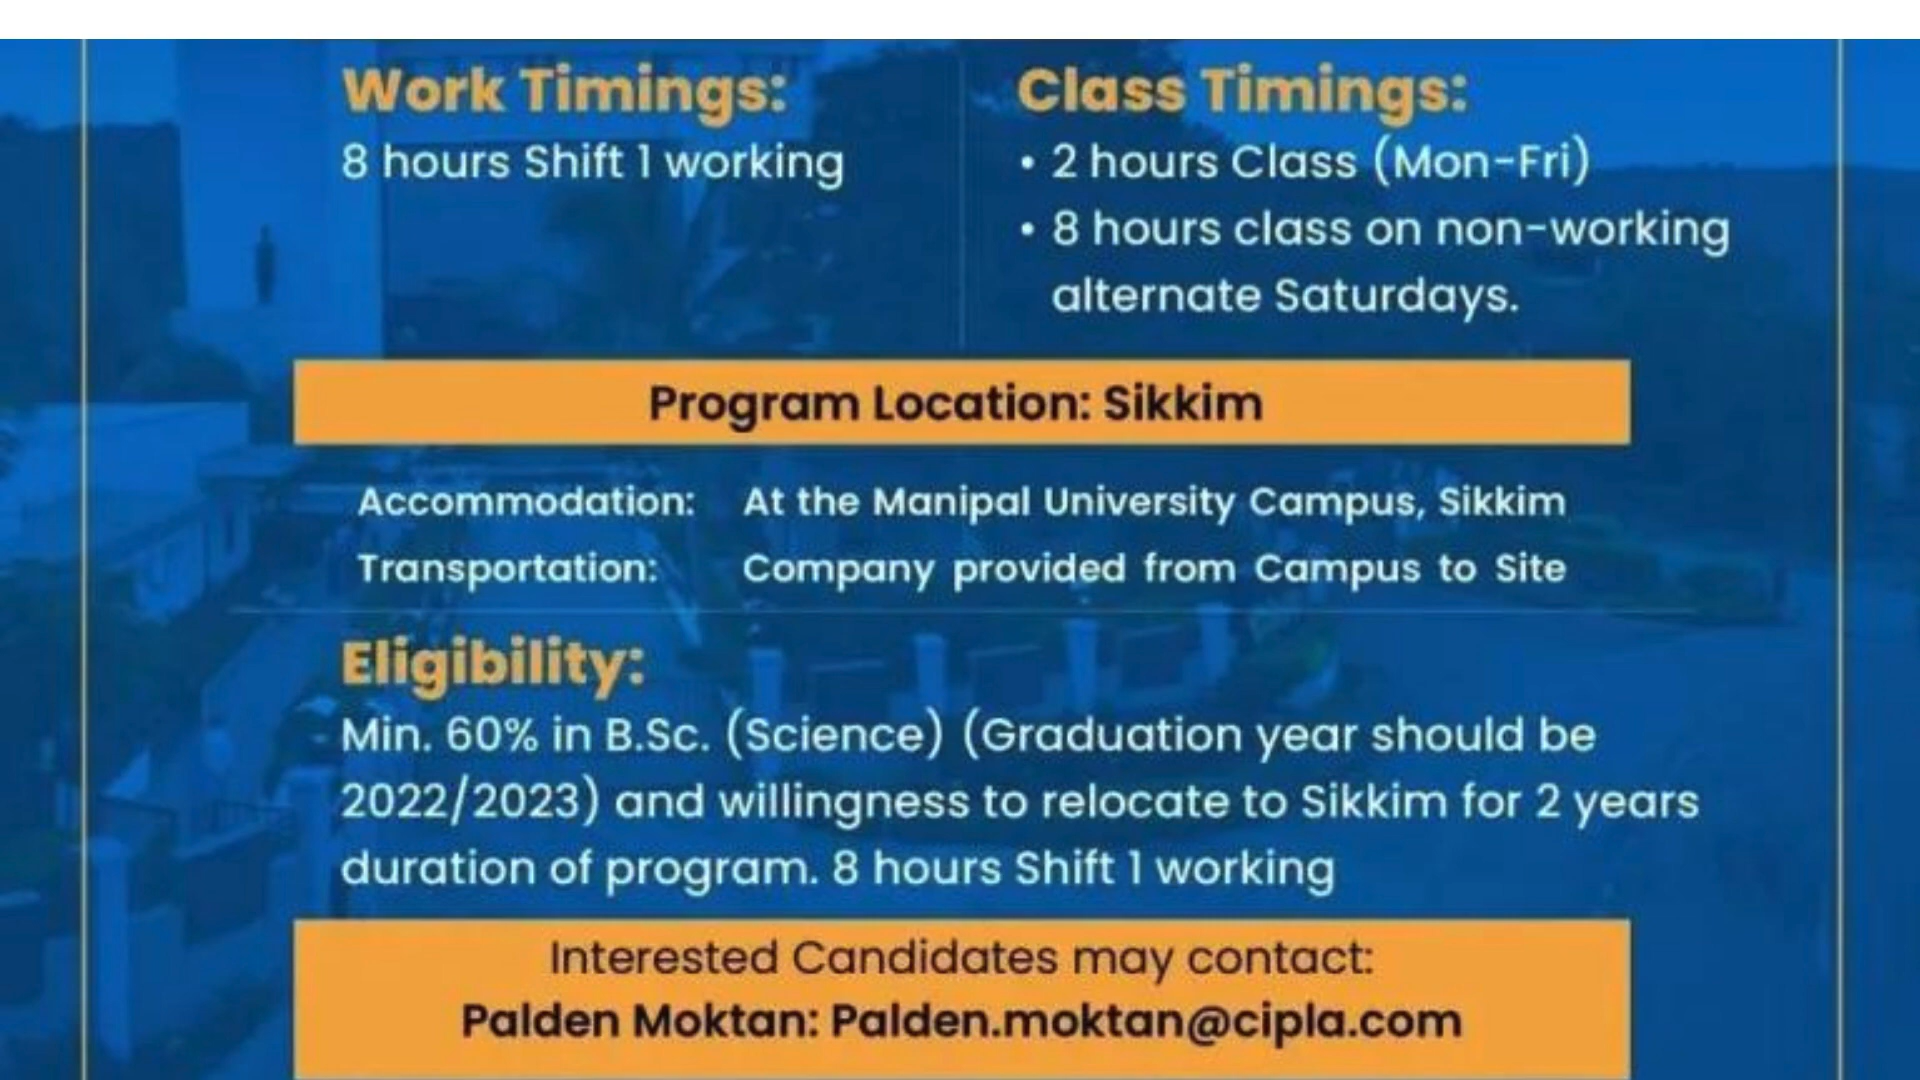 Work Timings:
8 hours Shift 1 working
Class Timings:
• 2 hours Class (Mon-Fri)
• 8 hours class on non-working
alternate Saturdays.
Program Location: Sikkim
Accommodation: At the Manipal University Campus, Sikkim
Transportation: Company provided from Campus to Site
Eligibility:
Min. 60% in B.Sc. (Science) (Graduation year should be
2022/2023) and willingness to relocate to Sikkim for 2 years
duration of program. 8 hours Shift 1 working
Interested Candidates may contact:
Palden Moktan: Palden.moktan@cipla.com